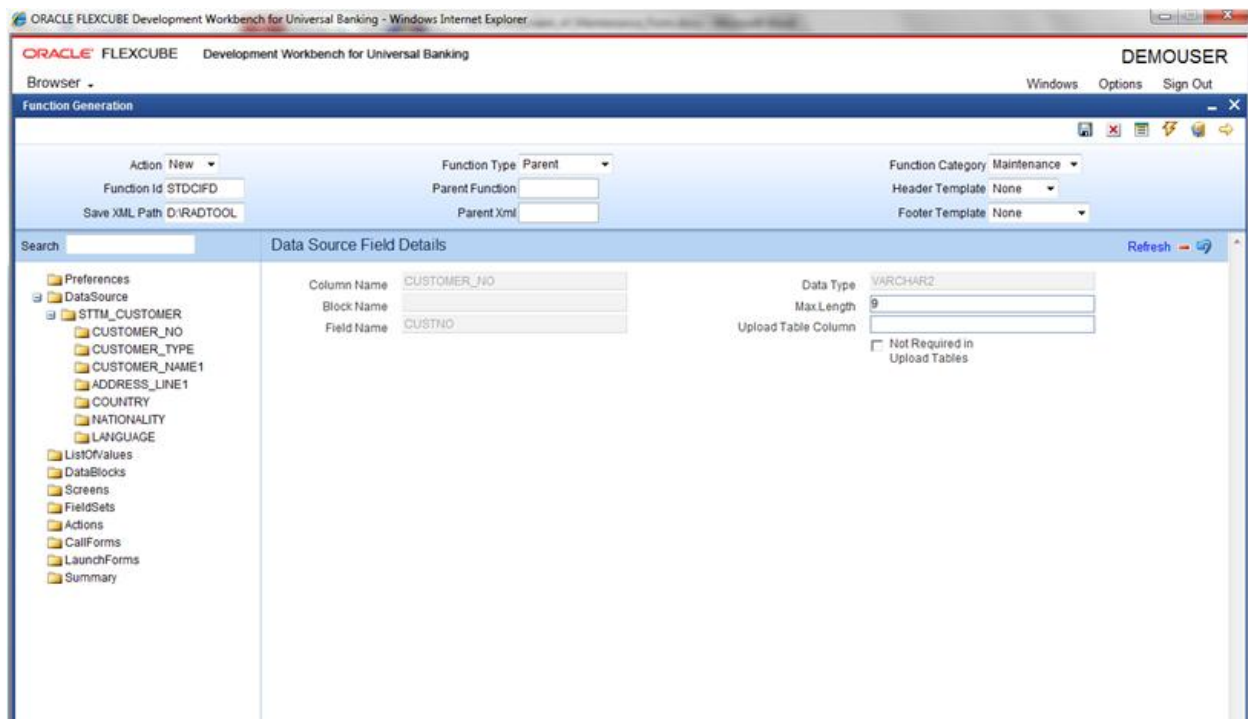 ORACLE FLEXCUBE Development Workbench for Universal Banking - Windows Internet Explorer
ORACLE FLEXCUBE Development Workbench for Universal Banking
DEMOUSER
Browser
Windows Options Sign Out
Function Generation
Action New
Function Type Parent
Function Category Maintenance
Function Id STDCIFD
Parent Function
Header Template None
Save XML Path D:\RADTOOL
Parent Xml
Footer Template None
Search
Data Source Field Details
Refresh
Preferences
DataSource
STTM_CUSTOMER
CUSTOMER_NO
CUSTOMER_TYPE
CUSTOMER_NAME1
ADDRESS_LINE1
COUNTRY
NATIONALITY
LANGUAGE
ListOfValues
DataBlocks
Screens
FieldSets
Actions
CallForms
LaunchForms
Summary
Column Name CUSTOMER_NO
Data Type VARCHAR2
Block Name
Max.Length 9
Field Name CUSTNO
Upload Table Column
Not Required in
Upload Tables